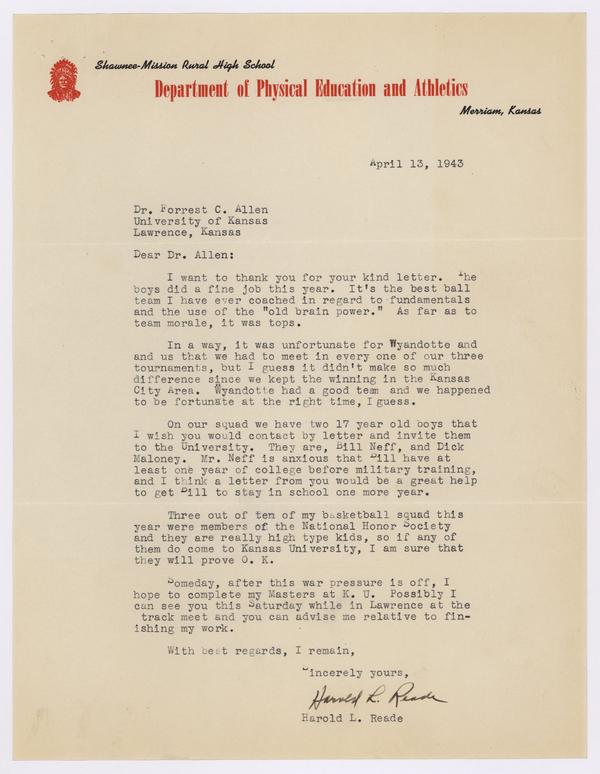 Shawnee-Mission Rural High School
Department of Physical Education and Athletics
Merriam, Kansas
April 13, 1943
Dr. Forrest C. Allen
University of Kansas
Lawrence, Kansas
Dear Dr. Allen:
I want to thank you for your kind letter. The
boys did a fine job this year. It's the best ball
team I have ever coached in regard to fundamentals
and the use of the "old brain power." As far as to
team morale, it was tops.
In a way, it was unfortunate for Wyandotte and
and us that we had to meet in every one of our three
tournaments, but I guess it didn't make so much
difference since we kept the winning in the Kansas
City Area. Wyandotte had a good team and we happened
to be fortunate at the right time, I guess.
On our squad we have two 17 year old boys that
I wish you would contact by letter and invite them
to the University. They are, Bill Neff, and Dick
Maloney. Mr. Neff is anxious that Bill have at
least one year of college before military training,
and I think a letter from you would be a great help
to get Bill to stay in school one more year.
Three out of ten of my basketball squad this
year were members of the National Honor Society
and they are really high type kids, so if any of
them do come to Kansas University, I am sure that
they will prove O. K.
Someday, after this war pressure is off, I
hope to complete my Masters at K. U. Possibly I
can see you this Saturday while in Lawrence at the
track meet and you can advise me relative to fin-
ishing my work.
With best regards, I remain,
Sincerely yours,
Harold L. Reade
Harold L. Reade